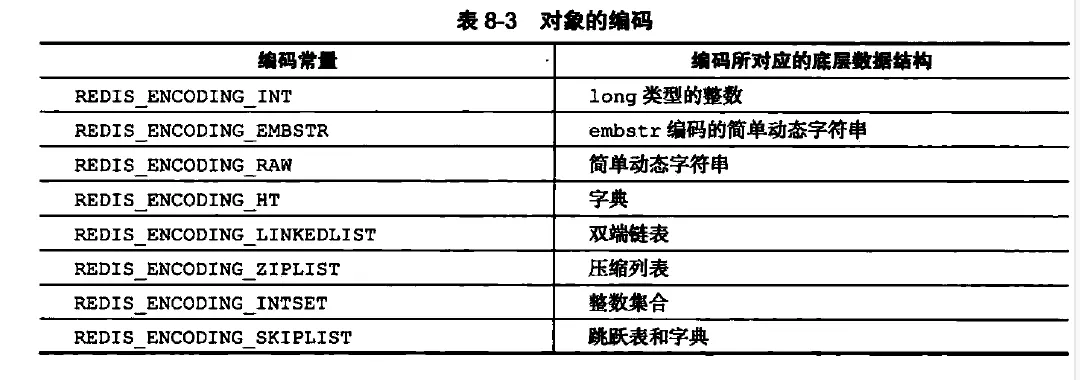 表 8-3 对象的编码
编码常量 编码所对应的底层数据结构
REDIS_ENCODING_INT long 类型的整数
REDIS_ENCODING_EMBSTR embstr 编码的简单动态字符串
REDIS_ENCODING_RAW 简单动态字符串
REDIS_ENCODING_HT 字典
REDIS_ENCODING_LINKEDLIST 双端链表
REDIS_ENCODING_ZIPLIST 压缩列表
REDIS_ENCODING_INTSET 整数集合
REDIS_ENCODING_SKIPLIST 跳跃表和字典